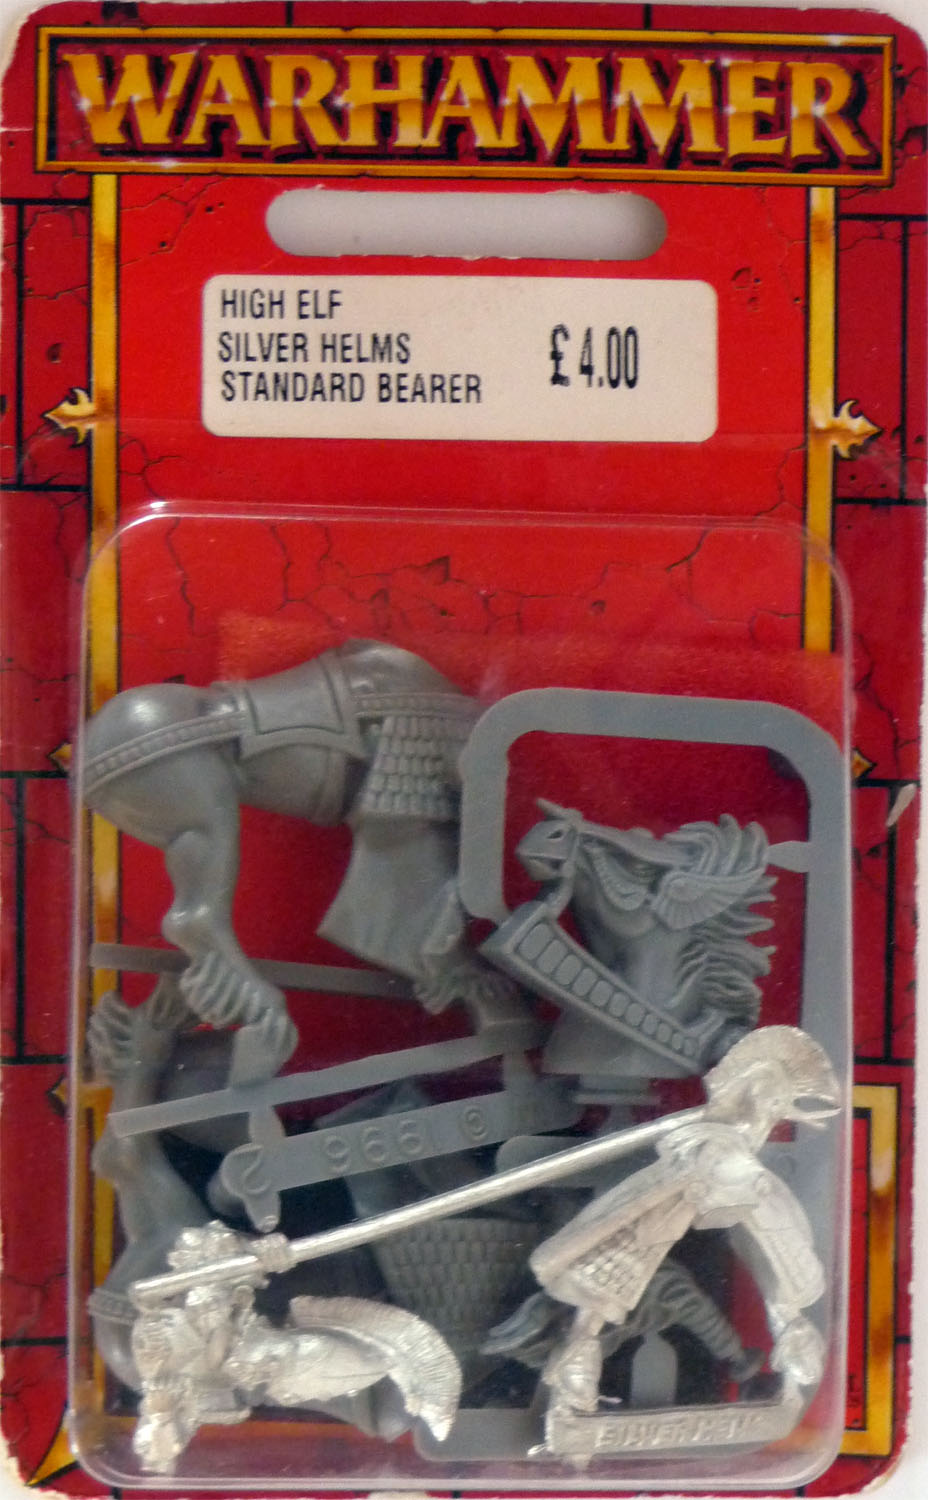 WARHAMMER
HIGH ELF
SILVER HELMS
STANDARD BEARER
£4.00
© 1996
SILVER HELM